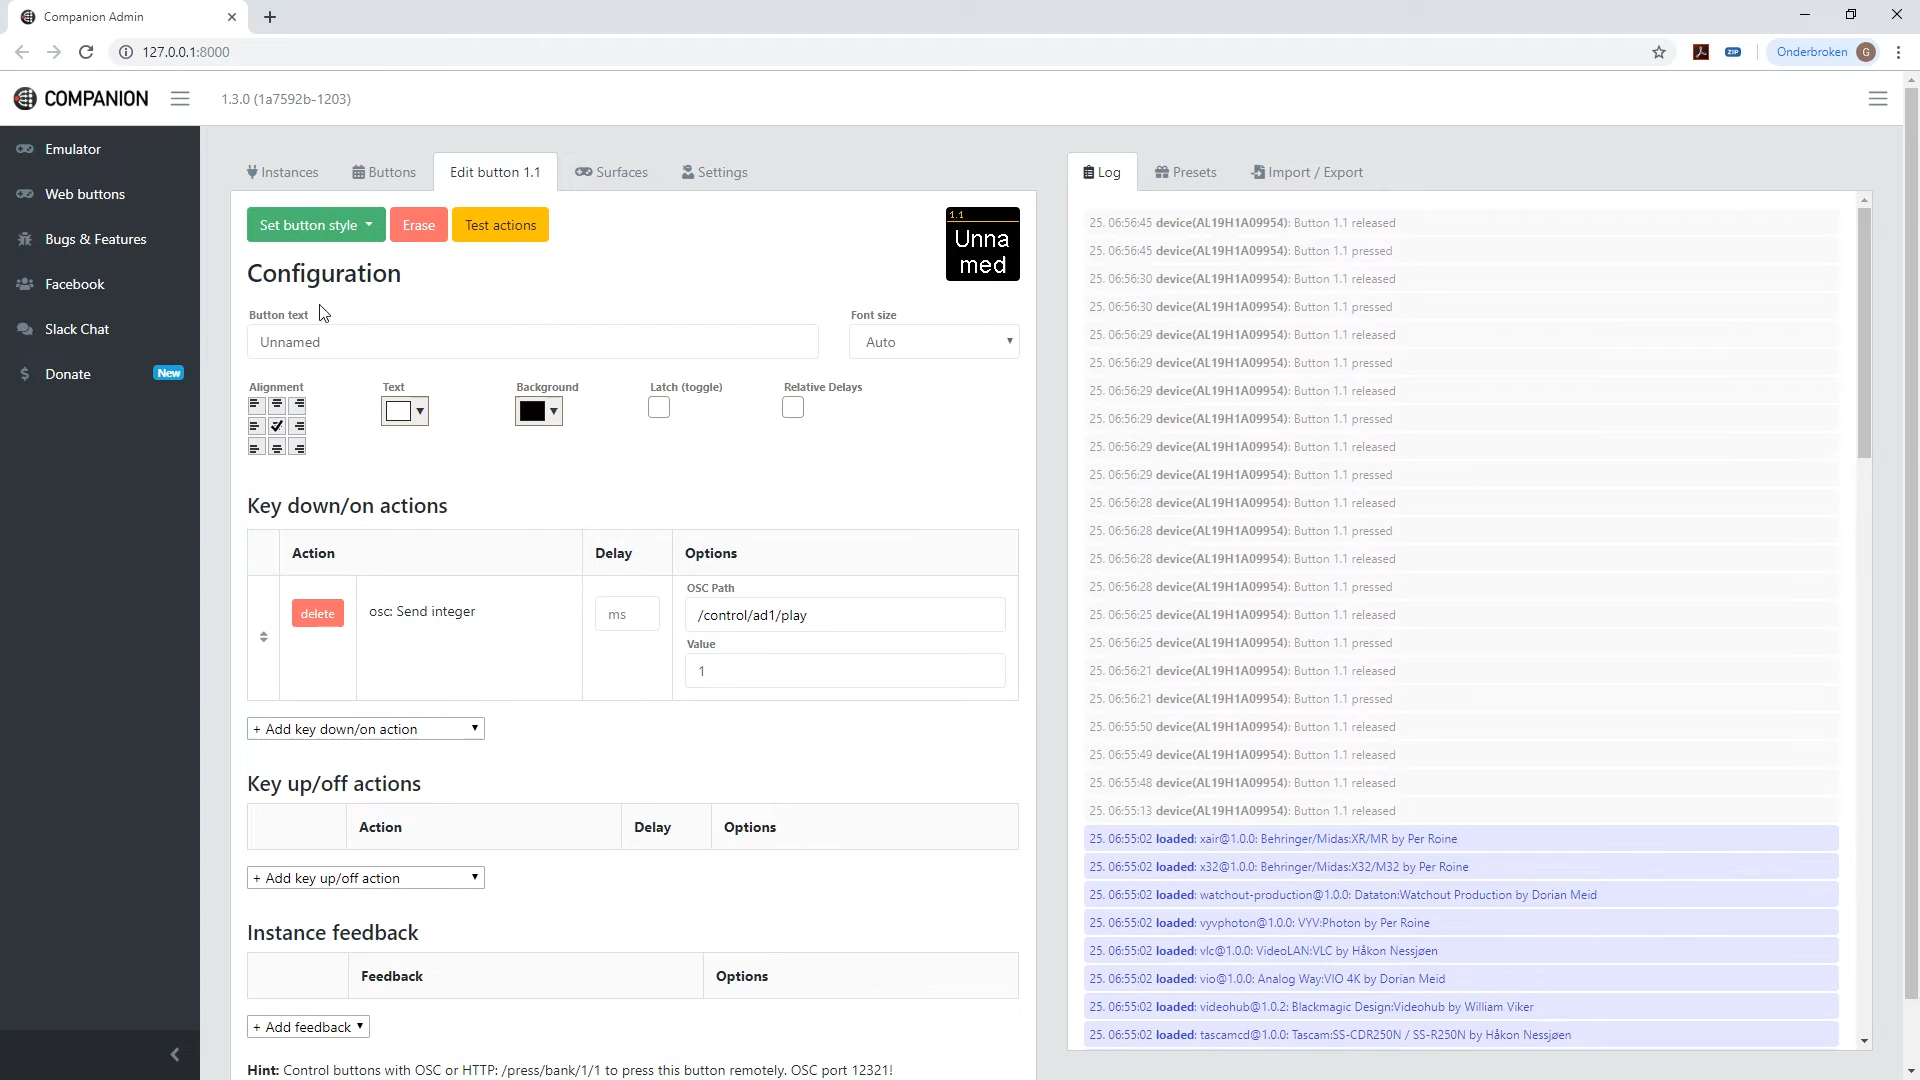 Companion Admin
127.0.0.1:8000
ZIP
Onderbroken G
COMPANION
1.3.0 (1a7592b-1203)
Emulator
Web buttons
Bugs & Features
Facebook
Slack Chat
$ Donate New
Instances Buttons Edit button 1.1 Surfaces Settings
Set button style Erase Test actions
1.1
Unna
med
Configuration
Button text
Font size
Unnamed
Auto
Alignment Text Background Latch (toggle) Relative Delays
Key down/on actions
Action Delay Options
delete osc: Send integer ms
OSC Path
/control/ad1/play
Value
1
+ Add key down/on action
Key up/off actions
Action Delay Options
+ Add key up/off action
Instance feedback
Feedback Options
+ Add feedback
Hint: Control buttons with OSC or HTTP: /press/bank/1/1 to press this button remotely. OSC port 12321!
Log Presets Import / Export
25. 06:56:45 device(AL19H1A09954): Button 1.1 released
25. 06:56:45 device(AL19H1A09954): Button 1.1 pressed
25. 06:56:30 device(AL19H1A09954): Button 1.1 released
25. 06:56:30 device(AL19H1A09954): Button 1.1 pressed
25. 06:56:29 device(AL19H1A09954): Button 1.1 released
25. 06:56:29 device(AL19H1A09954): Button 1.1 pressed
25. 06:56:29 device(AL19H1A09954): Button 1.1 released
25. 06:56:29 device(AL19H1A09954): Button 1.1 pressed
25. 06:56:29 device(AL19H1A09954): Button 1.1 released
25. 06:56:29 device(AL19H1A09954): Button 1.1 pressed
25. 06:56:28 device(AL19H1A09954): Button 1.1 released
25. 06:56:28 device(AL19H1A09954): Button 1.1 pressed
25. 06:56:28 device(AL19H1A09954): Button 1.1 released
25. 06:56:28 device(AL19H1A09954): Button 1.1 pressed
25. 06:56:25 device(AL19H1A09954): Button 1.1 released
25. 06:56:25 device(AL19H1A09954): Button 1.1 pressed
25. 06:56:21 device(AL19H1A09954): Button 1.1 released
25. 06:56:21 device(AL19H1A09954): Button 1.1 pressed
25. 06:55:50 device(AL19H1A09954): Button 1.1 released
25. 06:55:49 device(AL19H1A09954): Button 1.1 released
25. 06:55:48 device(AL19H1A09954): Button 1.1 released
25. 06:55:13 device(AL19H1A09954): Button 1.1 released
25. 06:55:02 loaded: xair@1.0.0: Behringer/Midas:XR/MR by Per Roine
25. 06:55:02 loaded: x32@1.0.0: Behringer/Midas:X32/M32 by Per Roine
25. 06:55:02 loaded: watchout-production@1.0.0: Dataton:Watchout Production by Dorian Meid
25. 06:55:02 loaded: vyvphoton@1.0.0: VYV:Photon by Per Roine
25. 06:55:02 loaded: vlc@1.0.0: VideoLAN:VLC by Håkon Nessjøen
25. 06:55:02 loaded: vio@1.0.0: Analog Way:VIO 4K by Dorian Meid
25. 06:55:02 loaded: videohub@1.0.2: Blackmagic Design:Videohub by William Viker
25. 06:55:02 loaded: tascamcd@1.0.0: Tascam:SS-CDR250N / SS-R250N by Håkon Nessjøen